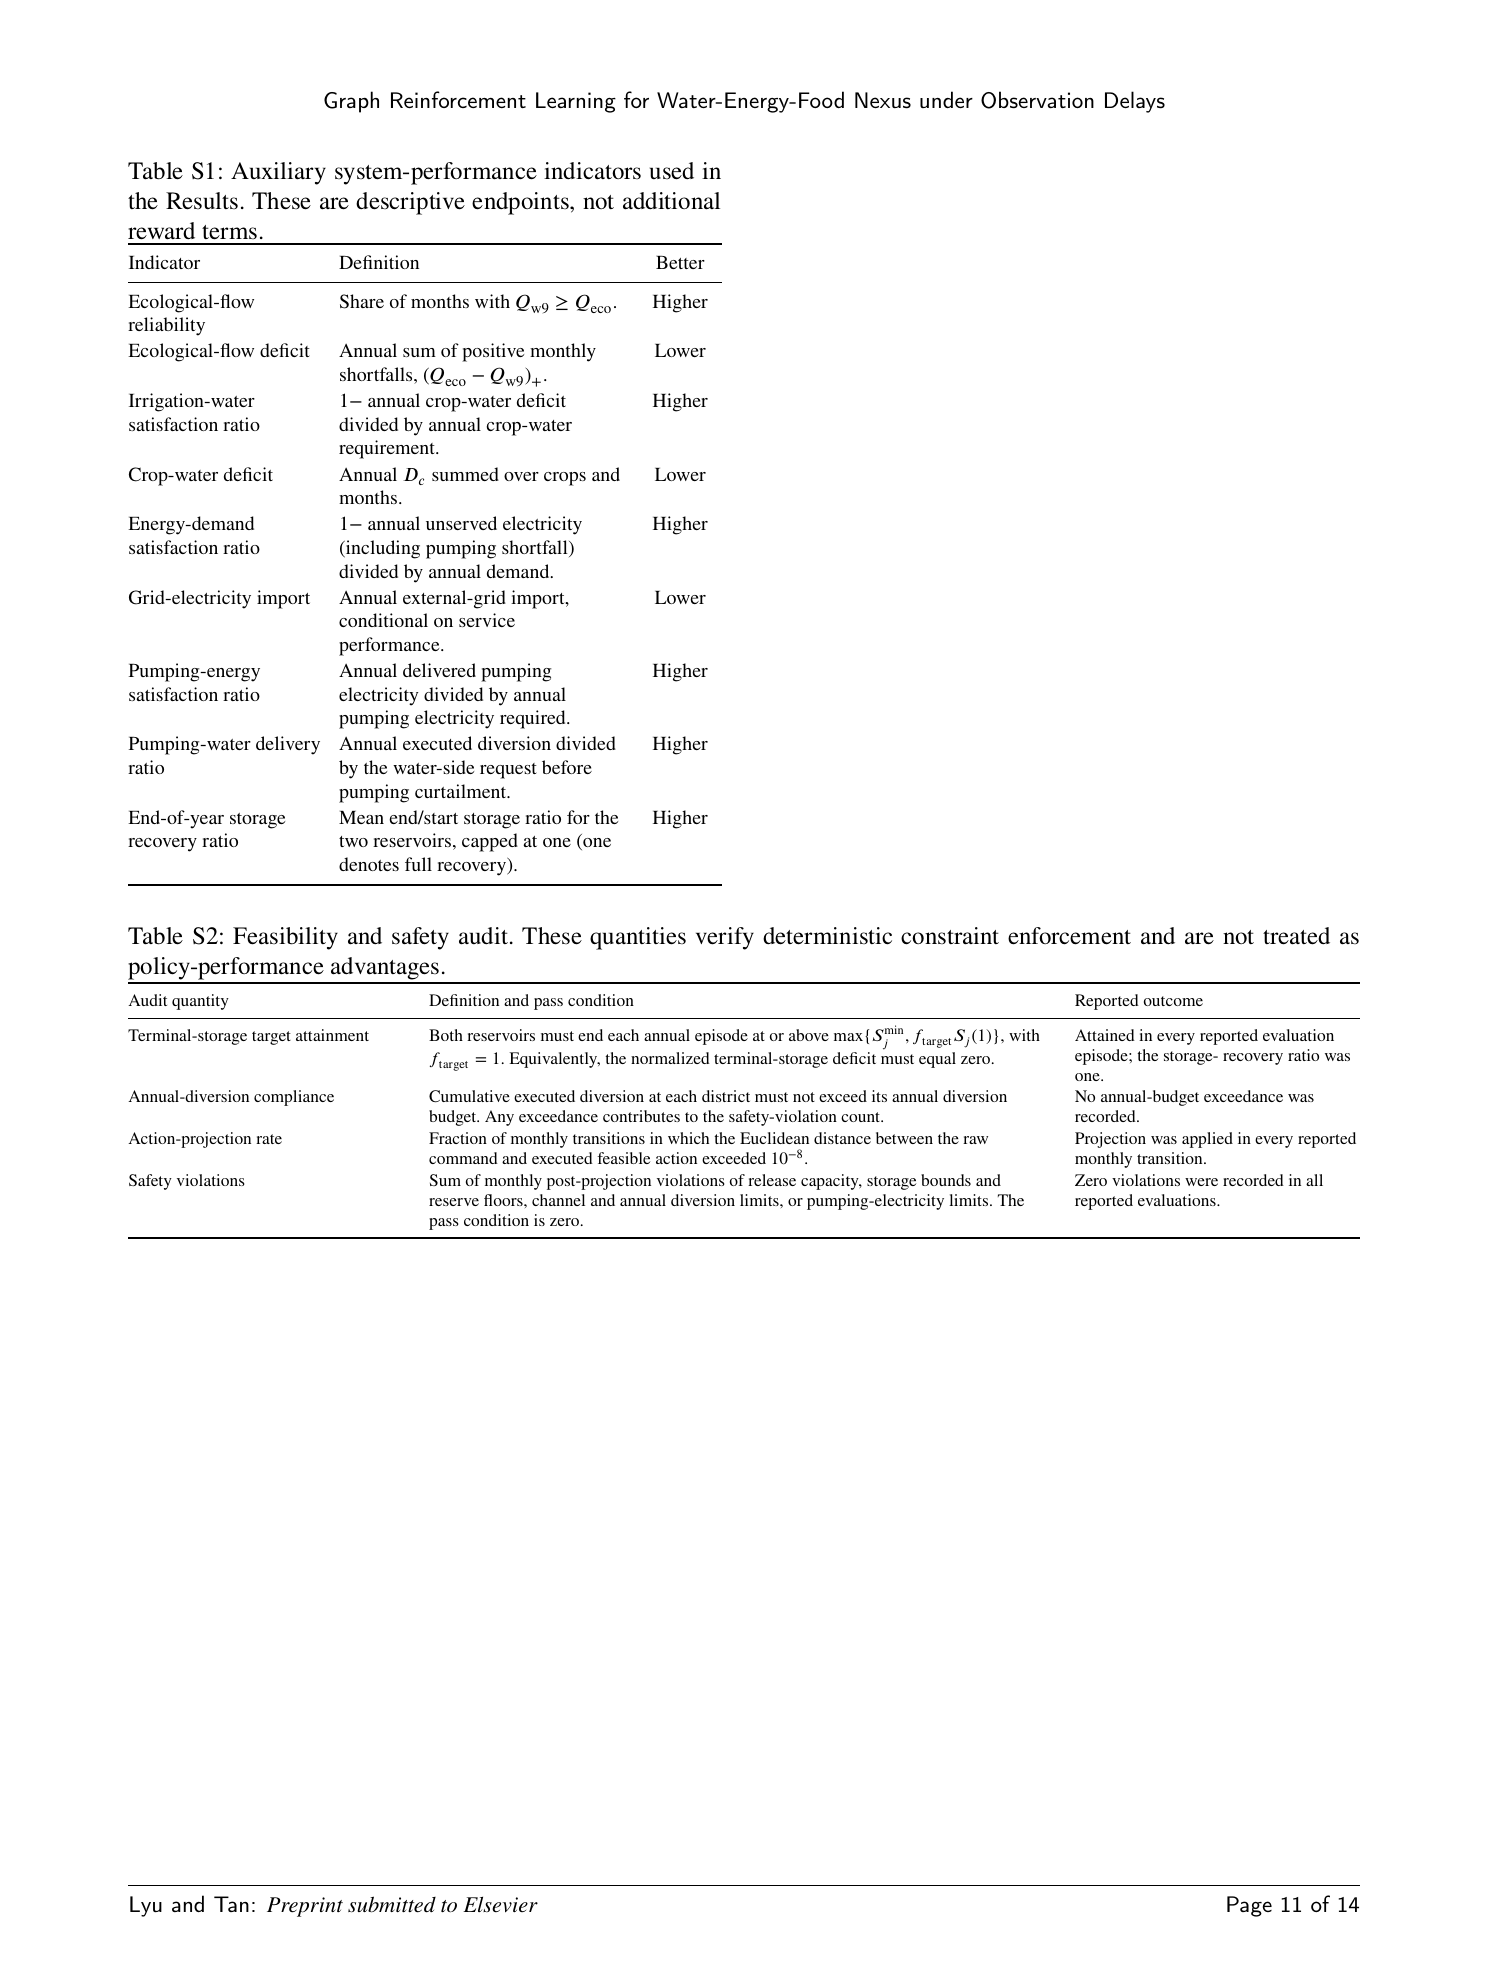 Graph Reinforcement Learning for Water-Energy-Food Nexus under Observation Delays
Table S1: Auxiliary system-performance indicators used in
the Results. These are descriptive endpoints, not additional
reward terms.
Indicator Definition Better
Ecological-flow Share of months with Q_w9 ≥ Q_eco. Higher
reliability
Ecological-flow deficit Annual sum of positive monthly Lower
shortfalls, (Q_eco − Q_w9)_+.
Irrigation-water 1− annual crop-water deficit Higher
satisfaction ratio divided by annual crop-water
requirement.
Crop-water deficit Annual D_c summed over crops and Lower
months.
Energy-demand 1− annual unserved electricity Higher
satisfaction ratio (including pumping shortfall)
divided by annual demand.
Grid-electricity import Annual external-grid import, Lower
conditional on service
performance.
Pumping-energy Annual delivered pumping Higher
satisfaction ratio electricity divided by annual
pumping electricity required.
Pumping-water delivery Annual executed diversion divided Higher
ratio by the water-side request before
pumping curtailment.
End-of-year storage Mean end/start storage ratio for the Higher
recovery ratio two reservoirs, capped at one (one
denotes full recovery).
Table S2: Feasibility and safety audit. These quantities verify deterministic constraint enforcement and are not treated as
policy-performance advantages.
Audit quantity Definition and pass condition Reported outcome
Terminal-storage target attainment Both reservoirs must end each annual episode at or above max{S_j^min, f_target S_j(1)}, with Attained in every reported evaluation
f_target = 1. Equivalently, the normalized terminal-storage deficit must equal zero. episode; the storage- recovery ratio was
one.
Annual-diversion compliance Cumulative executed diversion at each district must not exceed its annual diversion No annual-budget exceedance was
budget. Any exceedance contributes to the safety-violation count. recorded.
Action-projection rate Fraction of monthly transitions in which the Euclidean distance between the raw Projection was applied in every reported
command and executed feasible action exceeded 10^−8. monthly transition.
Safety violations Sum of monthly post-projection violations of release capacity, storage bounds and Zero violations were recorded in all
reserve floors, channel and annual diversion limits, or pumping-electricity limits. The reported evaluations.
pass condition is zero.
Lyu and Tan: Preprint submitted to Elsevier Page 11 of 14